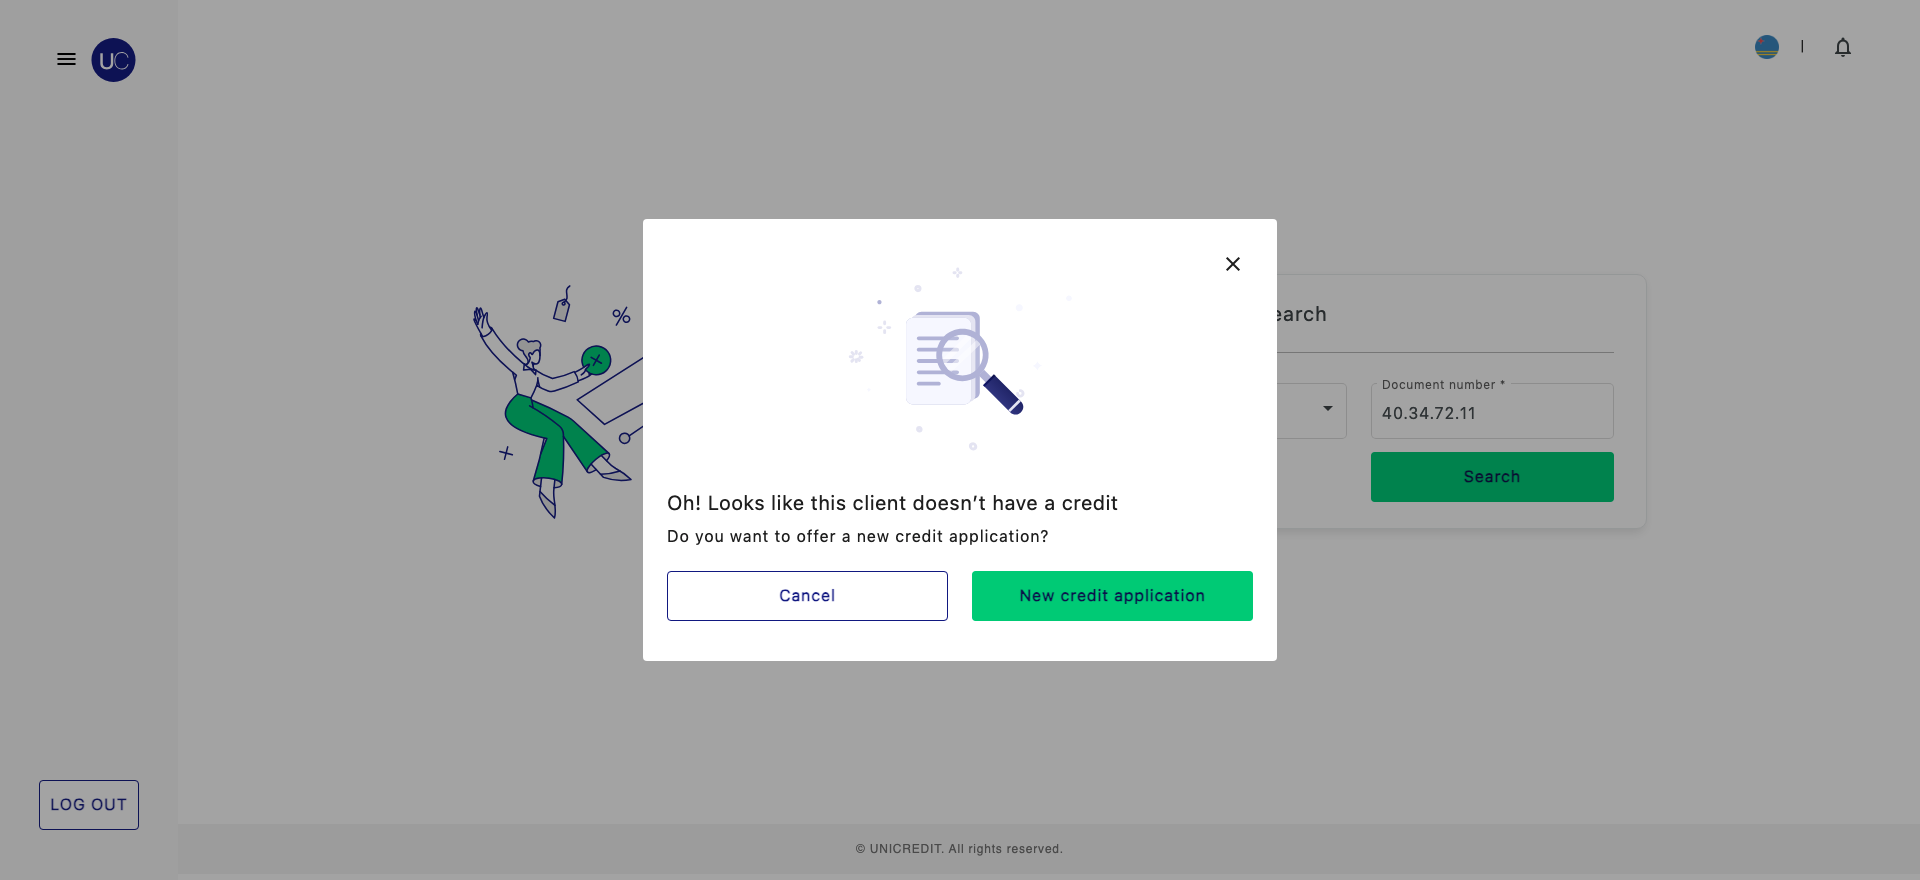 UC
|
earch
Document number *
40.34.72.11
Search
%
Oh! Looks like this client doesn’t have a credit
Do you want to offer a new credit application?
Cancel
New credit application
LOG OUT
© UNICREDIT. All rights reserved.